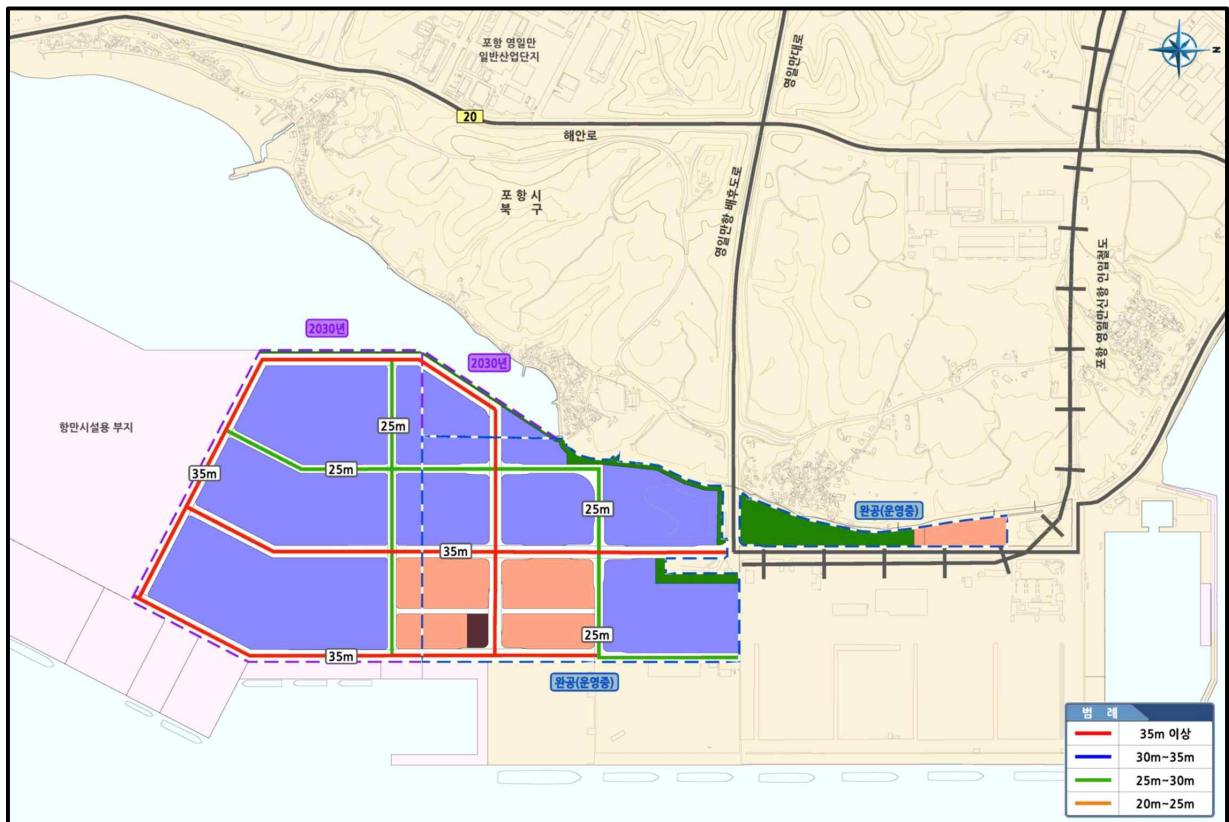 포항 영일만
일반산업단지
영일만대로
N
20
해안로
포항시
북구
영일만항 배후도로
포항 영일만신항 인입철도
2030년
2030년
항만시설용 부지
25m
35m
25m
25m
완공(운영중)
35m
25m
35m
완공(운영중)
범 례
35m 이상
30m~35m
25m~30m
20m~25m